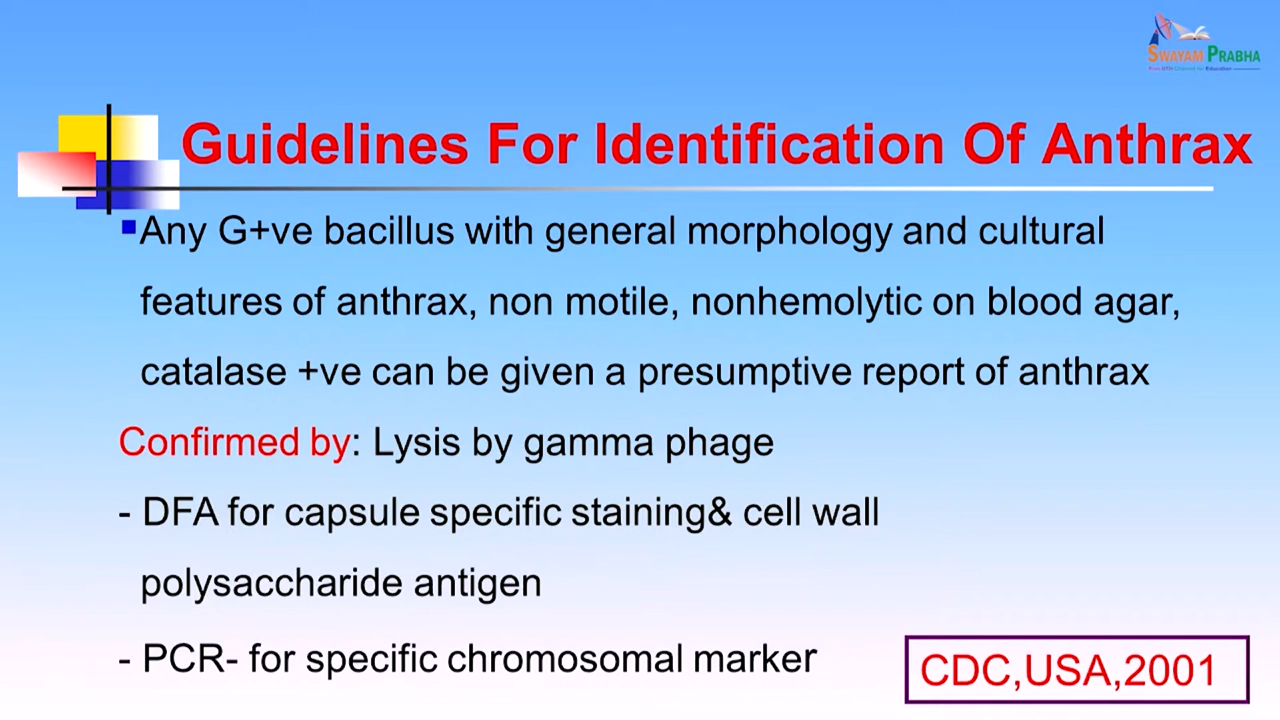 SWAYAM PRABHA
Guidelines For Identification Of Anthrax
Any G+ve bacillus with general morphology and cultural
features of anthrax, non motile, nonhemolytic on blood agar,
catalase +ve can be given a presumptive report of anthrax
Confirmed by: Lysis by gamma phage
- DFA for capsule specific staining& cell wall
polysaccharide antigen
- PCR- for specific chromosomal marker
CDC,USA,2001